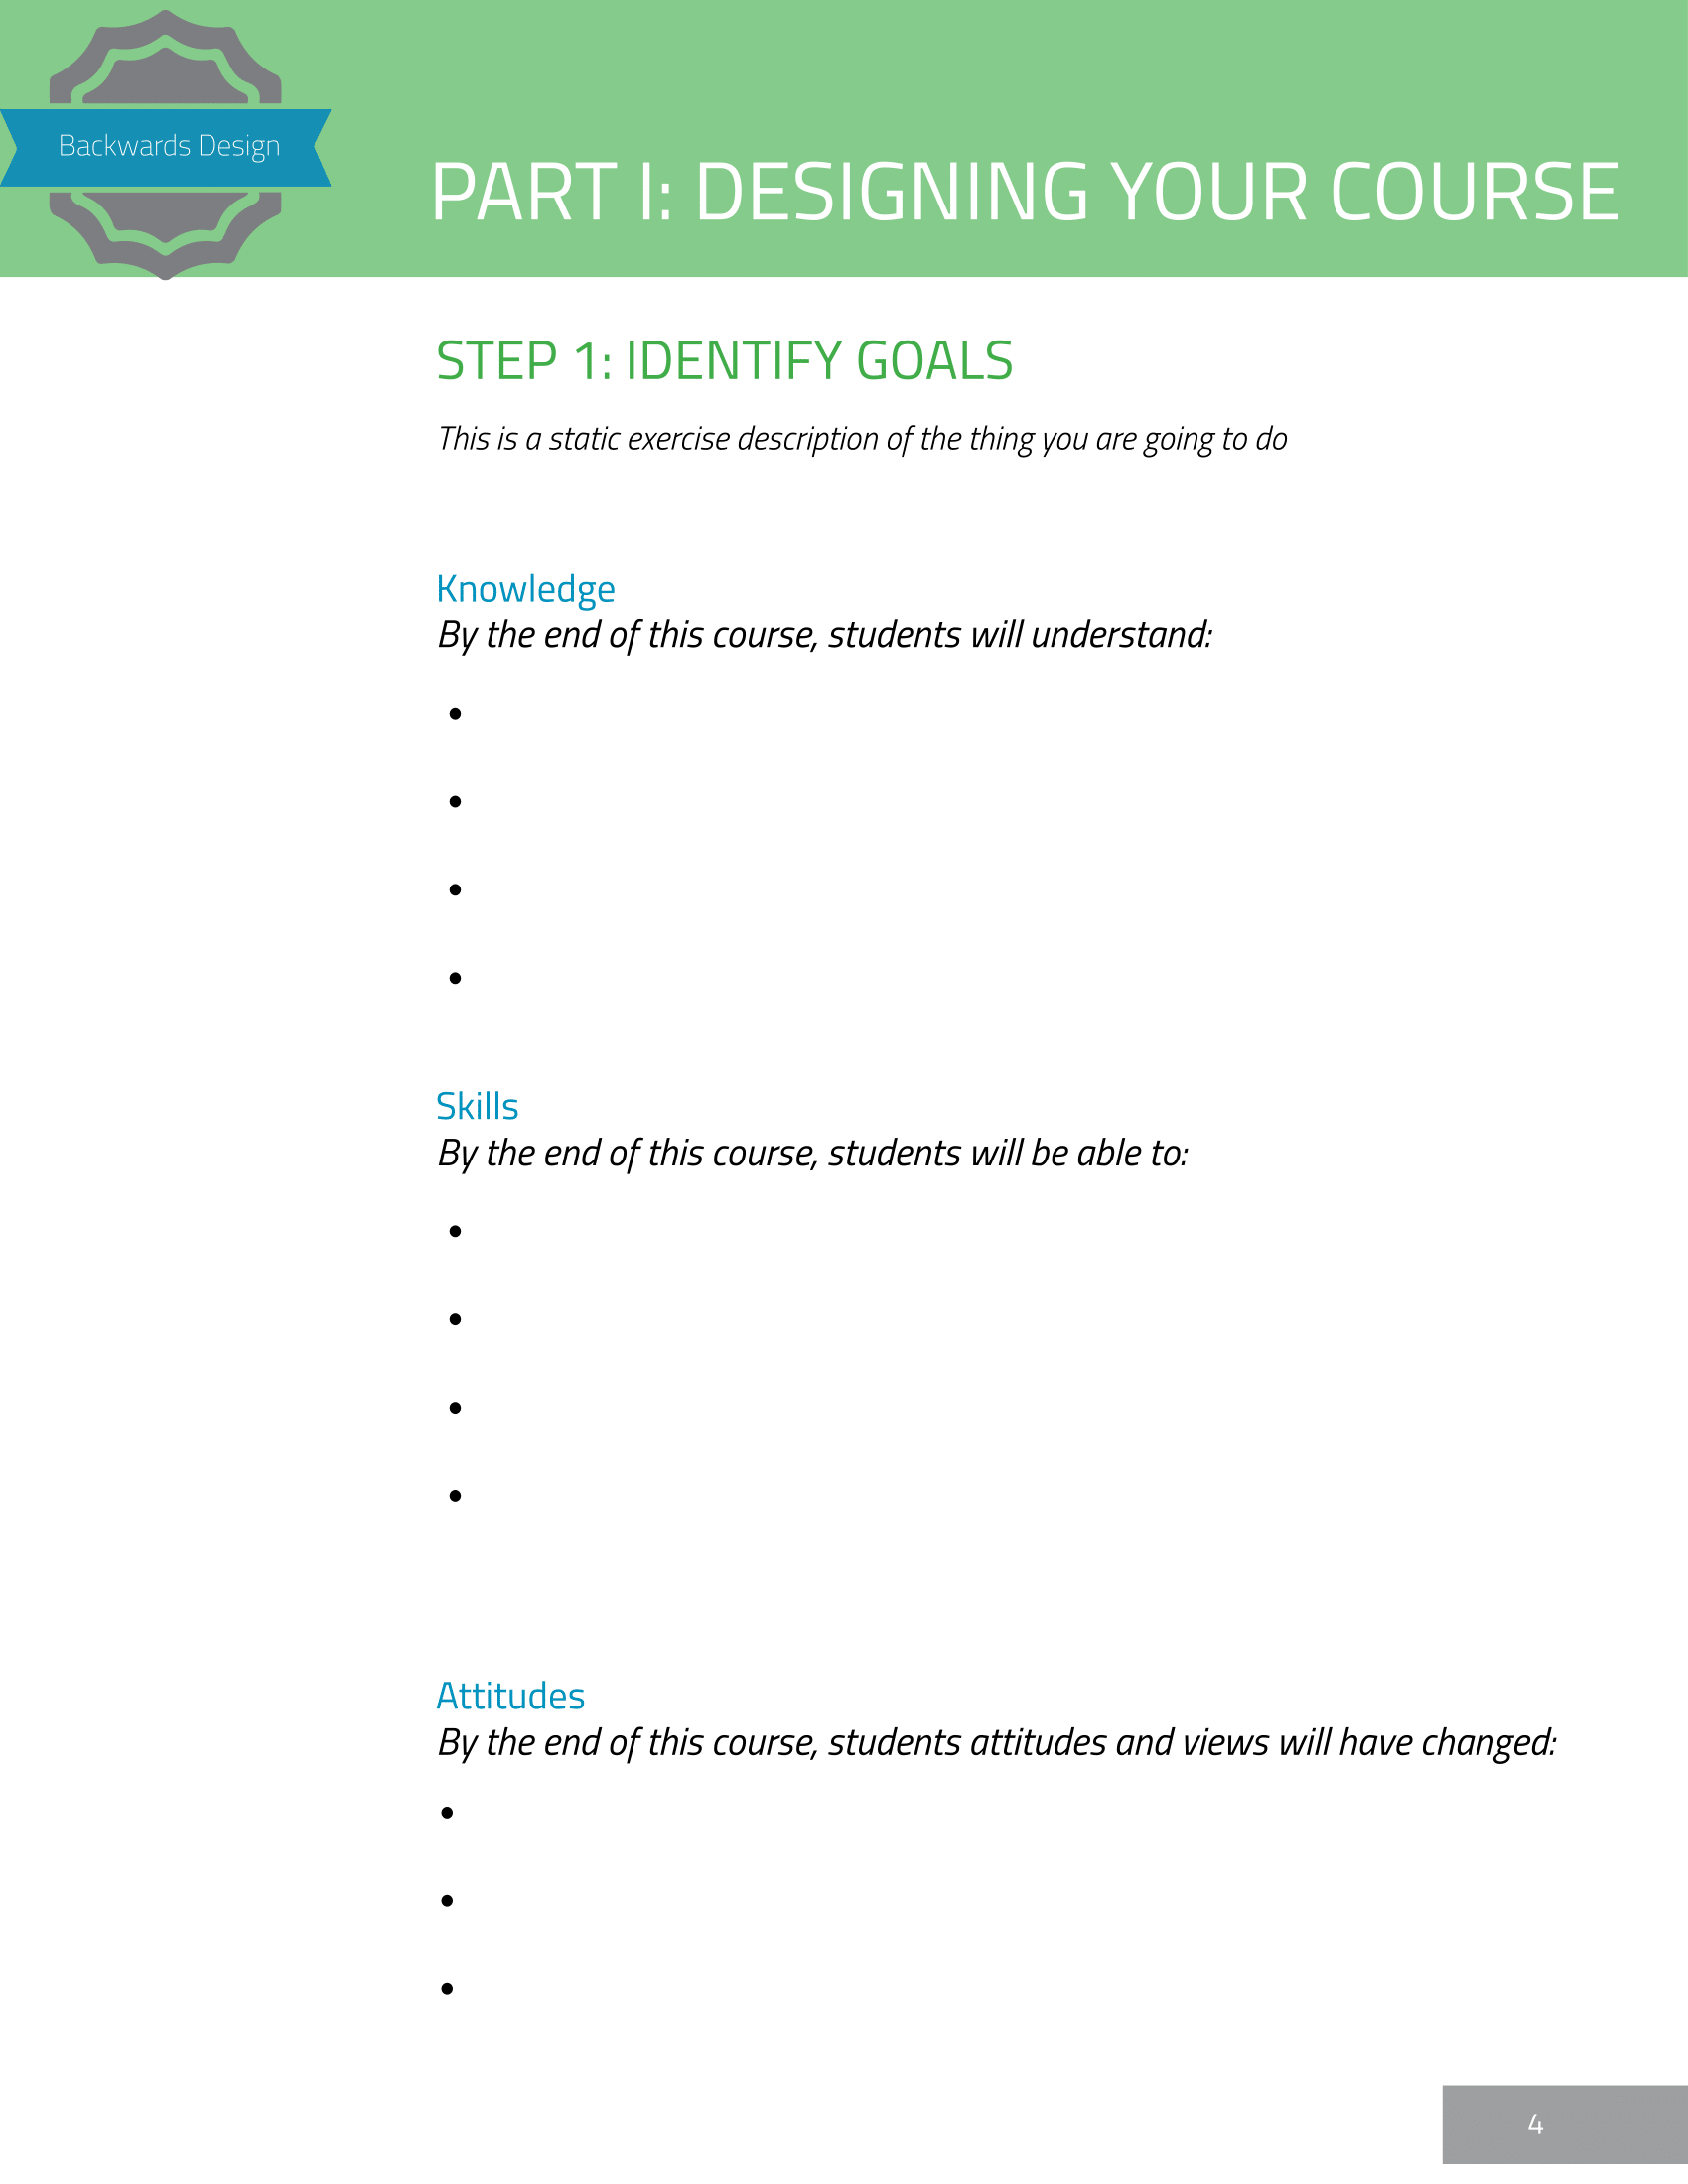 Backwards Design
PART I: DESIGNING YOUR COURSE
STEP 1: IDENTIFY GOALS
This is a static exercise description of the thing you are going to do
Knowledge
By the end of this course, students will understand:
•
•
•
•
Skills
By the end of this course, students will be able to:
•
•
•
•
Attitudes
By the end of this course, students attitudes and views will have changed:
•
•
•
4